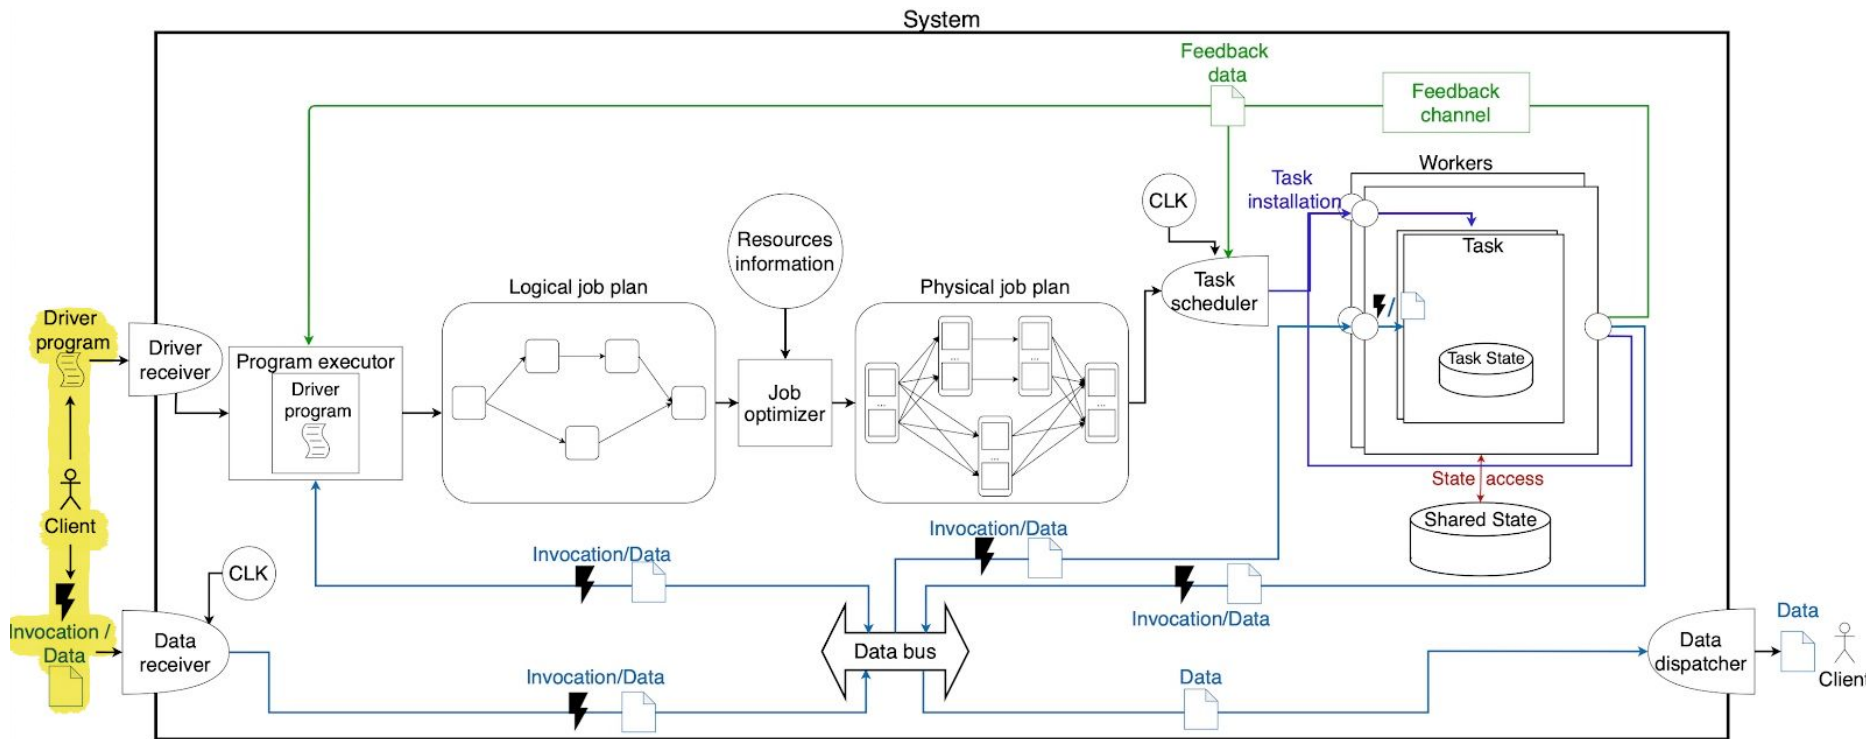 System
Feedback
data
Feedback
channel
Workers
Task
installation
CLK
Resources
information
Task
Task
scheduler
Logical job plan
Physical job plan
Driver
program
Driver
receiver
Program executor
Driver
program
Job
optimizer
/
Task State
State access
Client
Shared State
Invocation/Data
Invocation/Data
CLK
Invocation/Data
Invocation /
Data
Data
receiver
Data bus
Data
dispatcher
Data
Client
Invocation/Data
Data